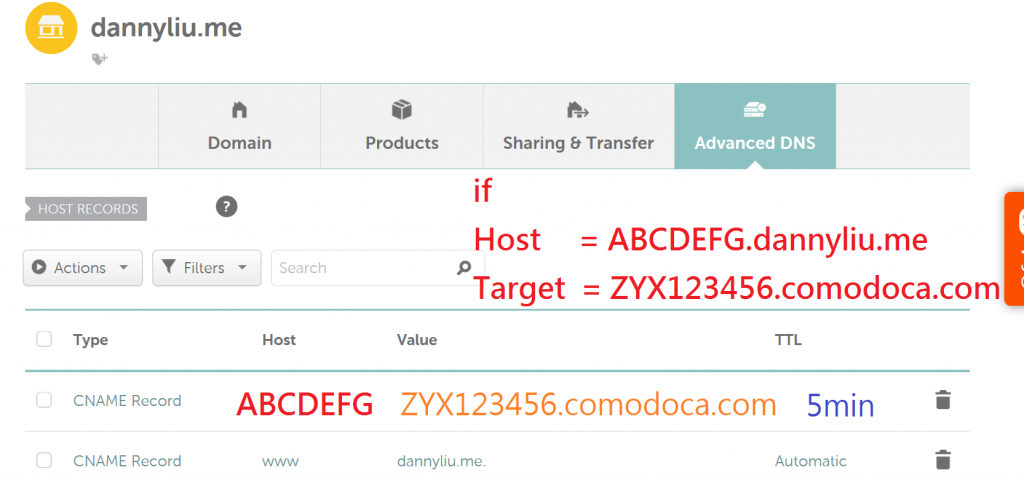 dannyliu.me
Domain
Products
Sharing & Transfer
Advanced DNS
HOST RECORDS
?
if
Host = ABCDEFG.dannyliu.me
Actions
Filters
Search
Target = ZYX123456.comodoca.com
Type Host Value TTL
CNAME Record ABCDEFG ZYX123456.comodoca.com 5min
CNAME Record www dannyliu.me. Automatic